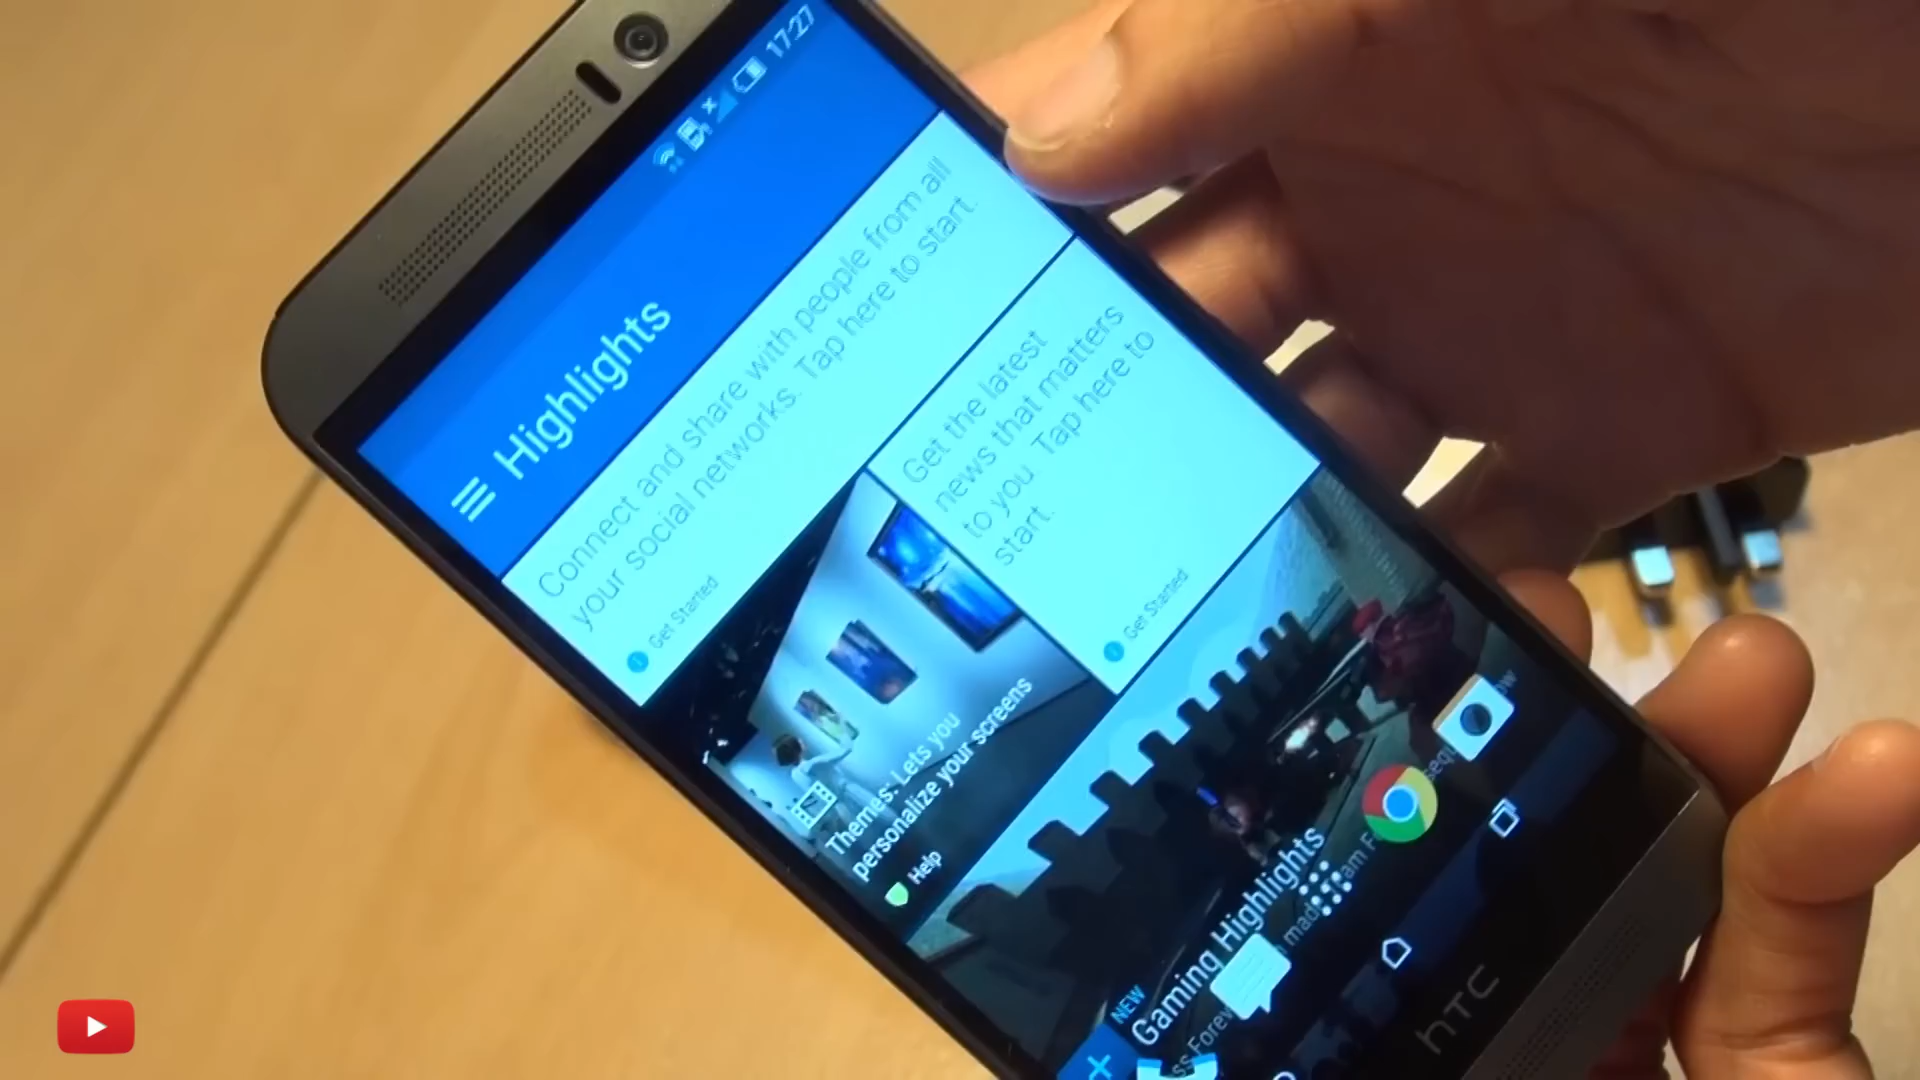 17:27
Highlights
Connect and share with people from all
your social networks. Tap here to start.
Get Started
Get the latest
news that matters
to you. Tap here to
start.
Get Started
Themes: Lets you
personalize your screens
Help
NEW
Gaming Highlights
hTC